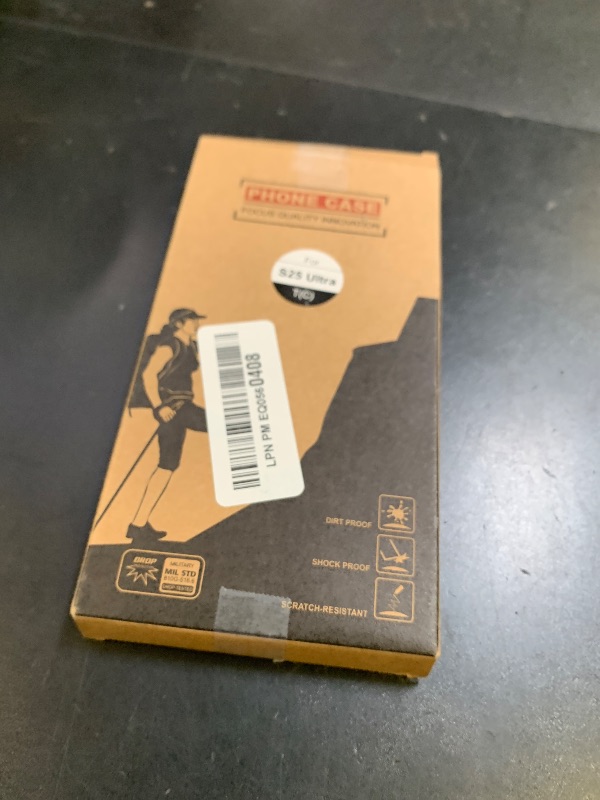 PHONE CASE
FOCUS QUALITY INNOVATION
For
S25 Ultra
T(C)
LPN PM EQ0560408
DIRT PROOF
SHOCK PROOF
SCRATCH-RESISTANT
DROP
MILITARY
MIL STD